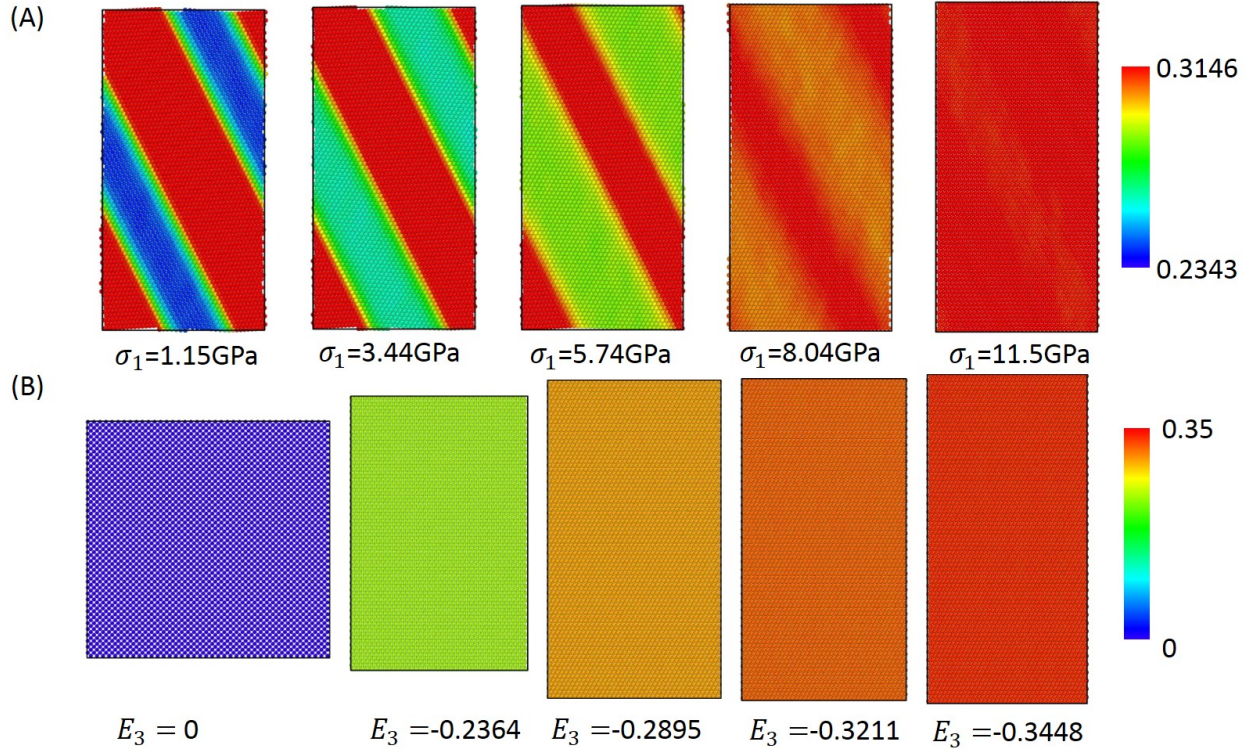 (A)
0.3146
0.2343
σ₁=1.15GPa σ₁=3.44GPa σ₁=5.74GPa σ₁=8.04GPa σ₁=11.5GPa
(B)
0.35
0
E₃ = 0 E₃ =-0.2364 E₃ =-0.2895 E₃ =-0.3211 E₃ =-0.3448